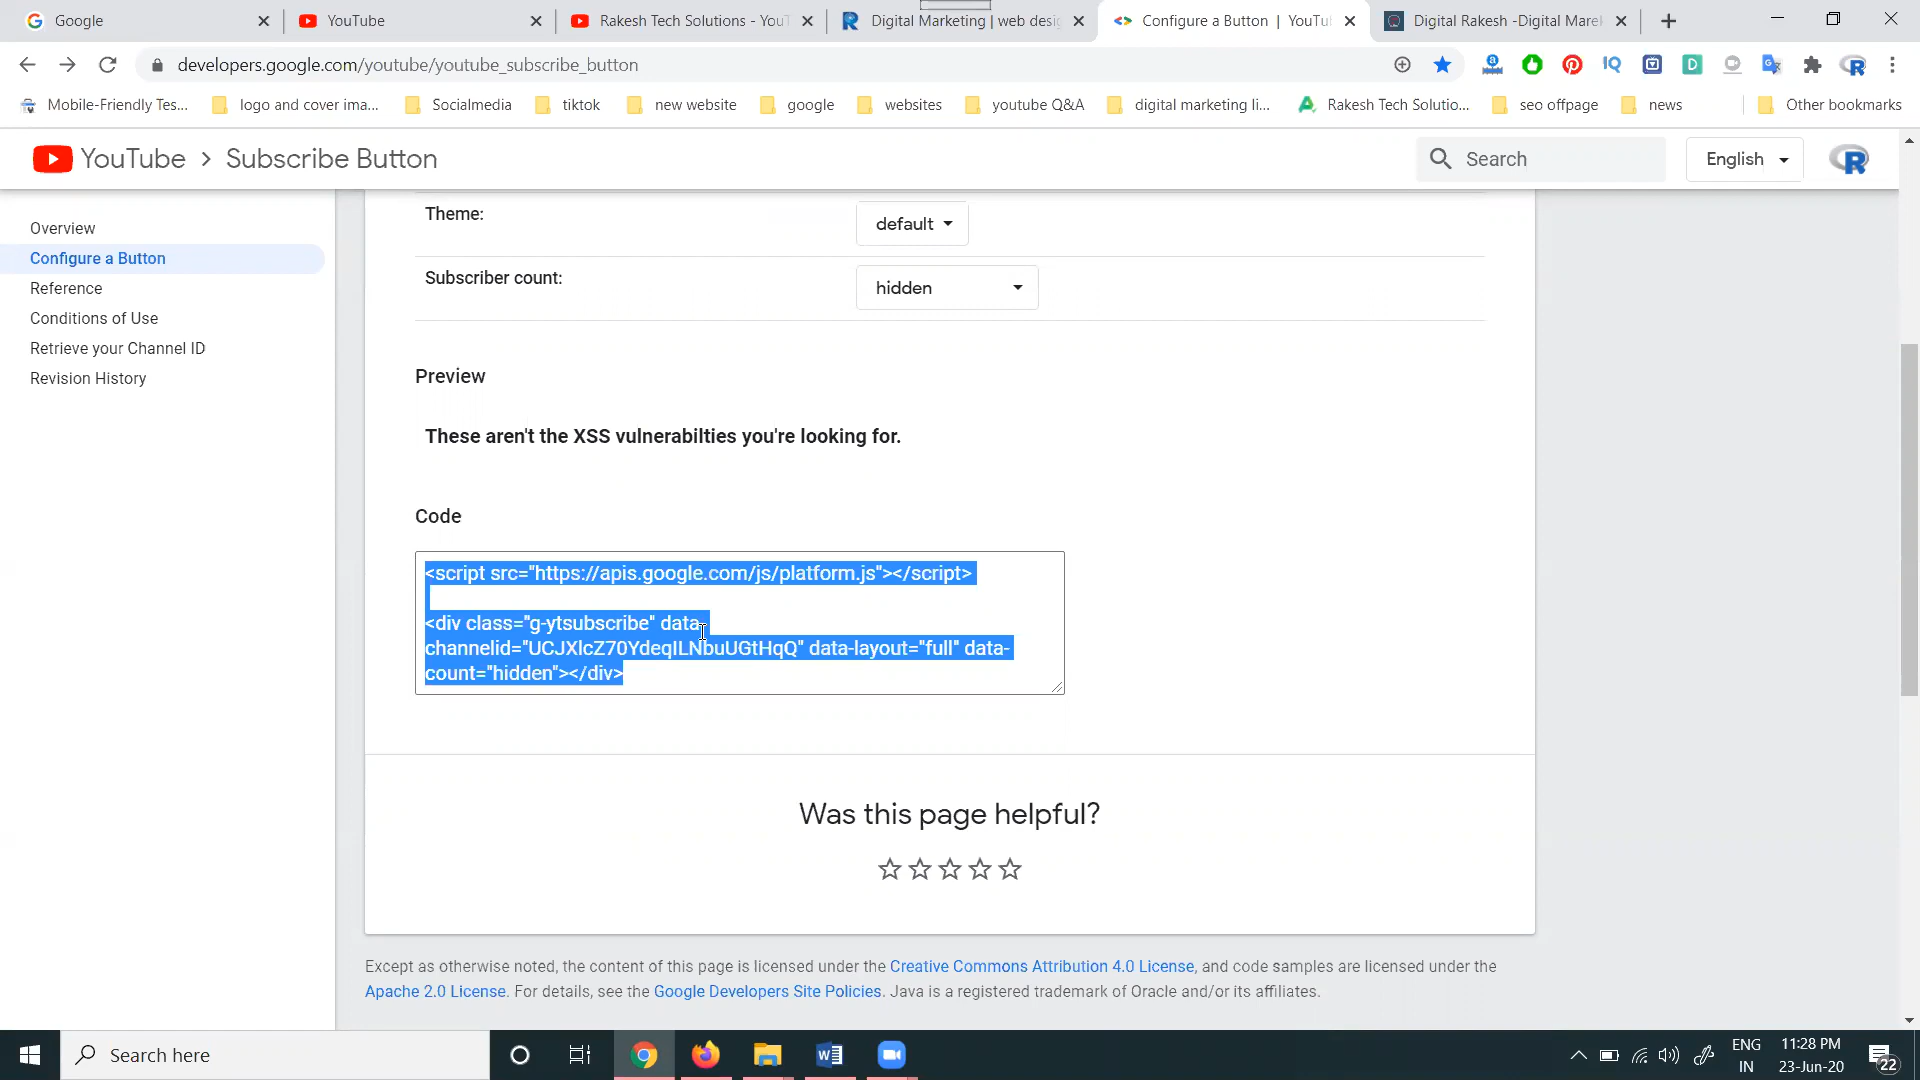 Google
YouTube
Rakesh Tech Solutions - YouT
Digital Marketing | web desig
Configure a Button | YouTu
Digital Rakesh -Digital Marek
developers.google.com/youtube/youtube_subscribe_button
Mobile-Friendly Tes...
logo and cover ima...
Socialmedia
tiktok
new website
google
websites
youtube Q&A
digital marketing li...
Rakesh Tech Solutio...
seo offpage
news
Other bookmarks
YouTube > Subscribe Button
Search
English
Overview
Configure a Button
Reference
Conditions of Use
Retrieve your Channel ID
Revision History
Theme:
default
Subscriber count:
hidden
Preview
These aren't the XSS vulnerabilties you're looking for.
Code
<script src="https://apis.google.com/js/platform.js"></script>
<div class="g-ytsubscribe" data-
channelid="UCJXlcZ70YdeqILNbuUGtHqQ" data-layout="full" data-
count="hidden"></div>
Was this page helpful?
Except as otherwise noted, the content of this page is licensed under the Creative Commons Attribution 4.0 License, and code samples are licensed under the
Apache 2.0 License. For details, see the Google Developers Site Policies. Java is a registered trademark of Oracle and/or its affiliates.
Search here
ENG
IN
11:28 PM
23-Jun-20
22